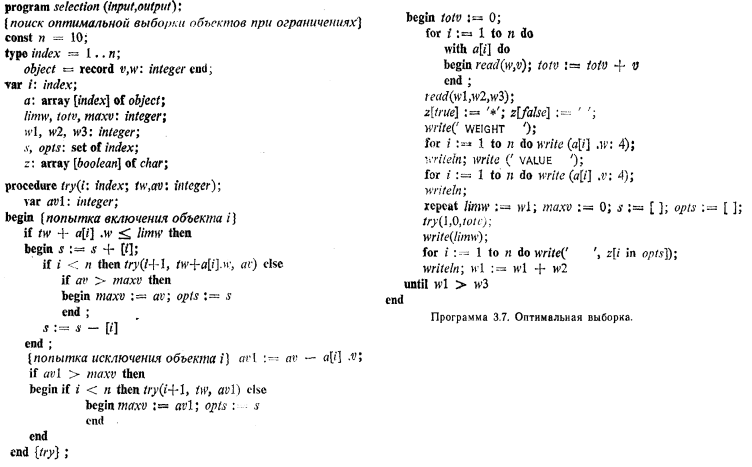 program selection (input,output);
{поиск оптимальной выборки объектов при ограничениях}
const n = 10;
type index = 1 . . n;
object = record v,w: integer end;
var i: index;
a: array [index] of object;
limw, totv, maxv: integer;
w1, w2, w3: integer;
s, opts: set of index;
z: array [boolean] of char;
procedure try(i: index; tw,av: integer);
var av1: integer;
begin {попытка включения объекта i}
if tw + a[i] .w ≤ limw then
begin s := s + [i];
if i < n then try(i+1, tw+a[i].w, av) else
if av > maxv then
begin maxv := av; opts := s
end ;
s := s − [i]
end ;
{попытка исключения объекта i} av1 := av − a[i] .v;
if av1 > maxv then
begin if i < n then try(i+1, tw, av1) else
begin maxv := av1; opts := s
end
end
end {try} ;
begin totv := 0;
for i := 1 to n do
with a[i] do
begin read(w,v); totv := totv + v
end ;
read(w1,w2,w3);
z[true] := '*'; z[false] := ' ';
write(' WEIGHT ');
for i := 1 to n do write (a[i] .w: 4);
writeln; write (' VALUE ');
for i := 1 to n do write (a[i] .v: 4);
writeln;
repeat limw := w1; maxv := 0; s := [ ]; opts := [ ];
try(1,0,totv);
write(limw);
for i := 1 to n do write(' ', z[i in opts]);
writeln; w1 := w1 + w2
until w1 > w3
end
Программа 3.7. Оптимальная выборка.